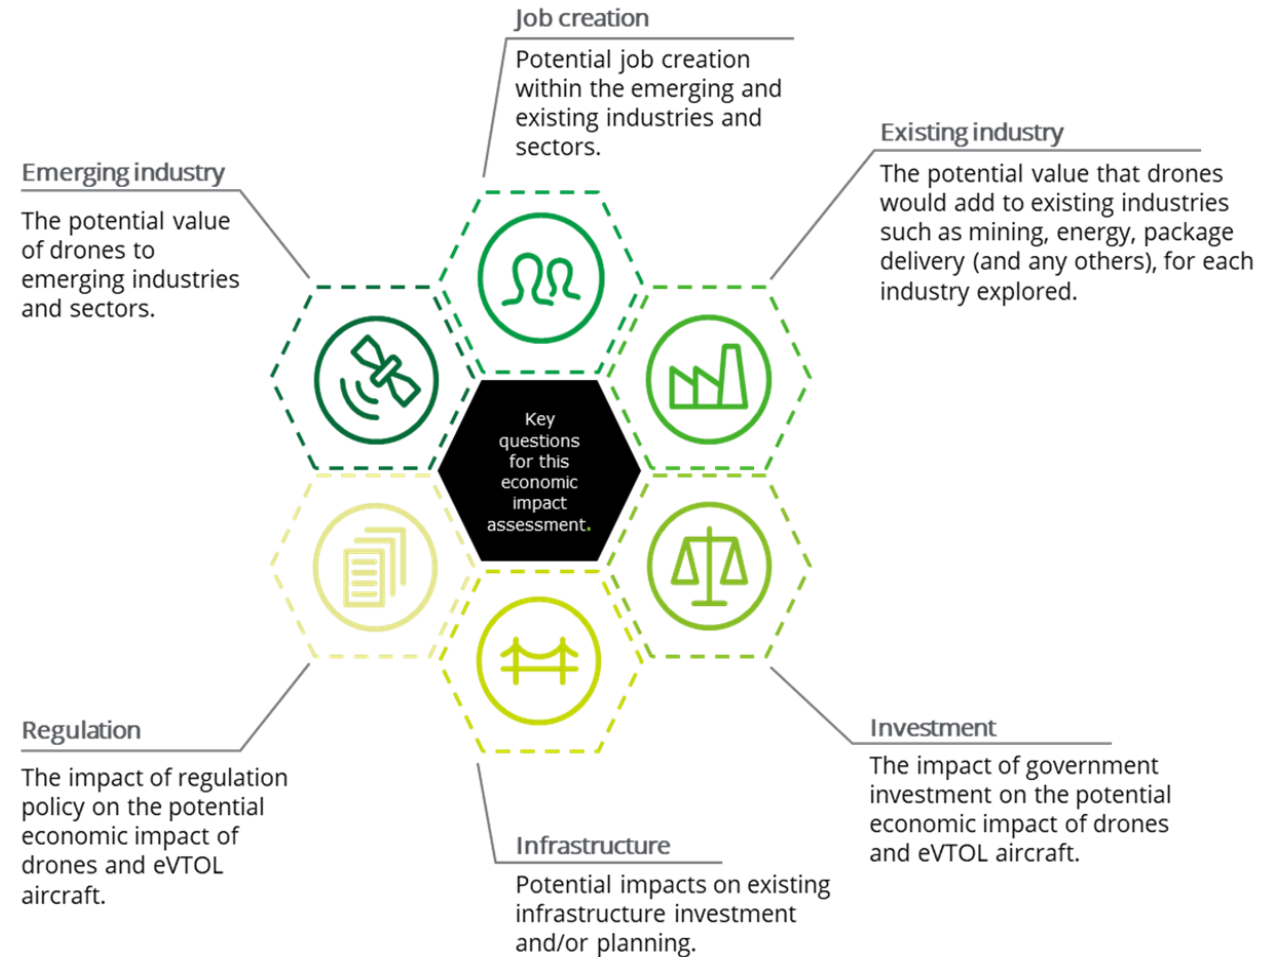 Job creation
Potential job creation
within the emerging and
existing industries and
sectors.
Existing industry
The potential value that drones
would add to existing industries
such as mining, energy, package
delivery (and any others), for each
industry explored.
Emerging industry
The potential value
of drones to
emerging industries
and sectors.
Key
questions
for this
economic
impact
assessment.
Regulation
The impact of regulation
policy on the potential
economic impact of
drones and eVTOL
aircraft.
Investment
The impact of government
investment on the potential
economic impact of drones
and eVTOL aircraft.
Infrastructure
Potential impacts on existing
infrastructure investment
and/or planning.